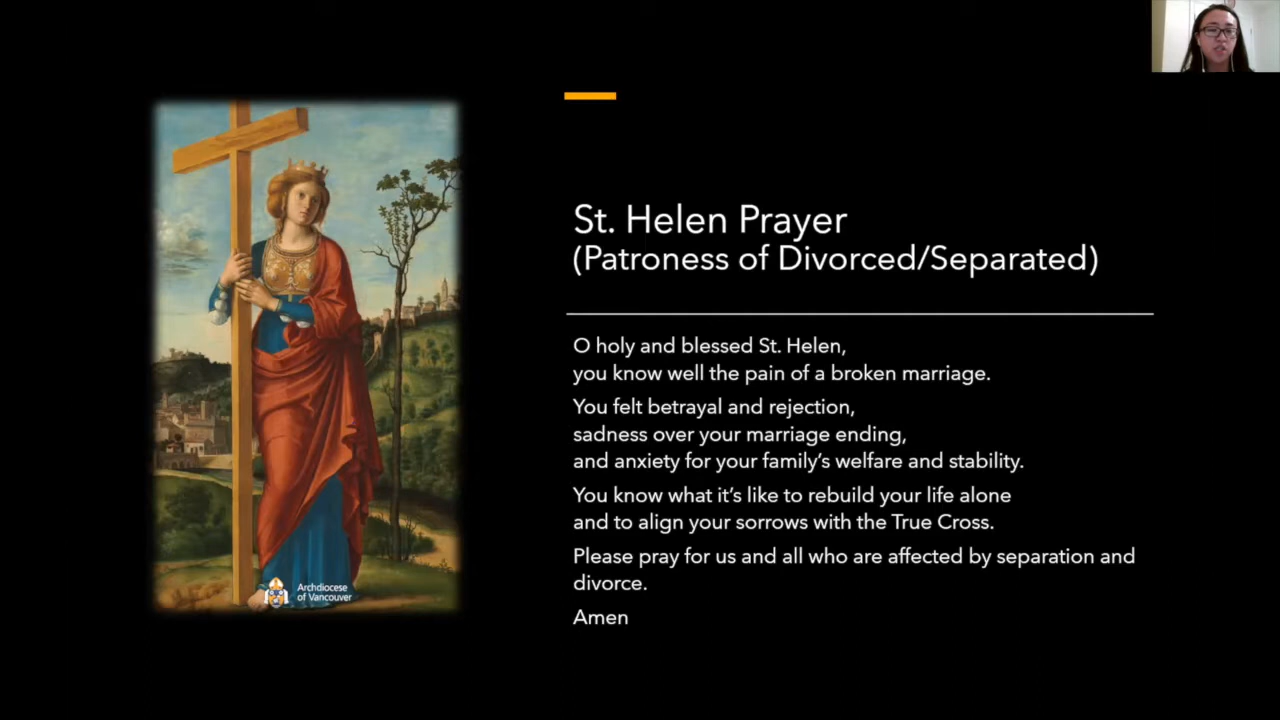 St. Helen Prayer
(Patroness of Divorced/Separated)
O holy and blessed St. Helen,
you know well the pain of a broken marriage.
You felt betrayal and rejection,
sadness over your marriage ending,
and anxiety for your family’s welfare and stability.
You know what it’s like to rebuild your life alone
and to align your sorrows with the True Cross.
Please pray for us and all who are affected by separation and
divorce.
Amen
Archdiocese
of Vancouver